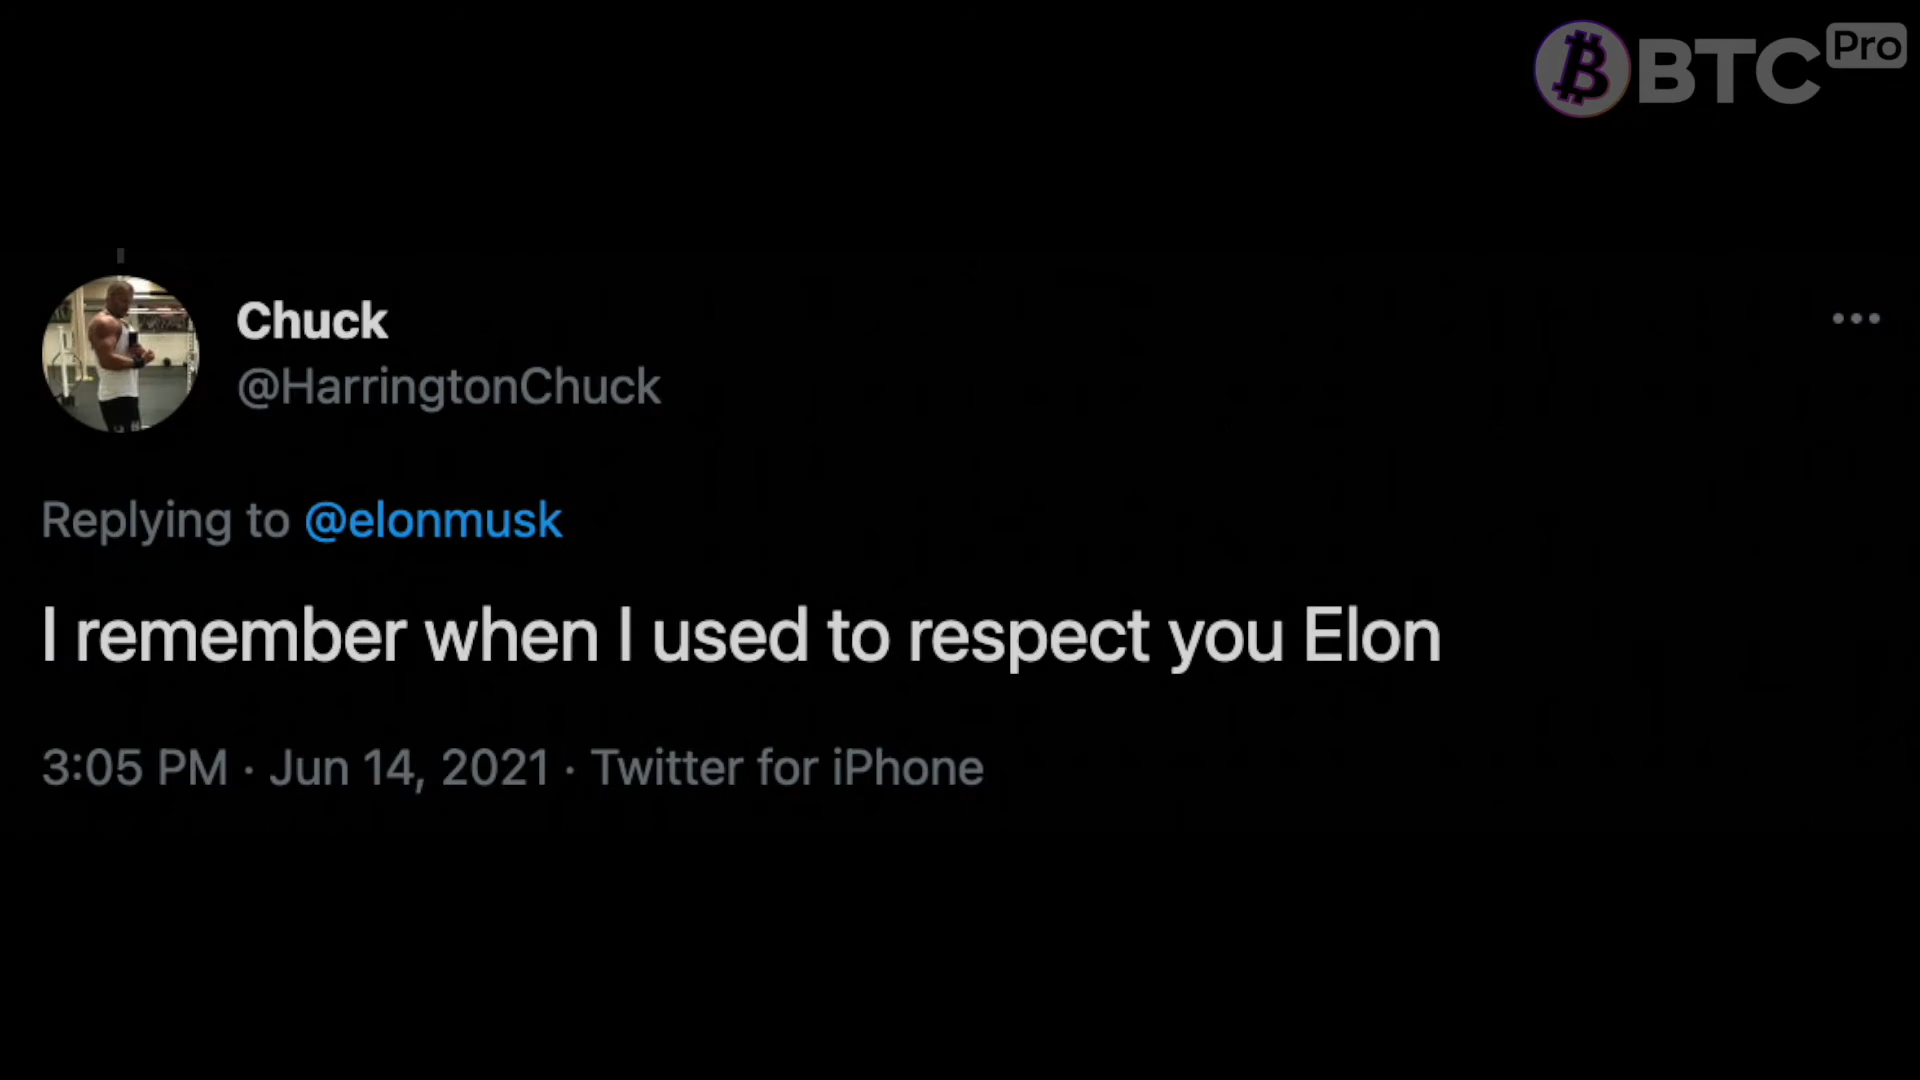 BTC Pro
Chuck
@HarringtonChuck
Replying to @elonmusk
I remember when I used to respect you Elon
3:05 PM · Jun 14, 2021 · Twitter for iPhone